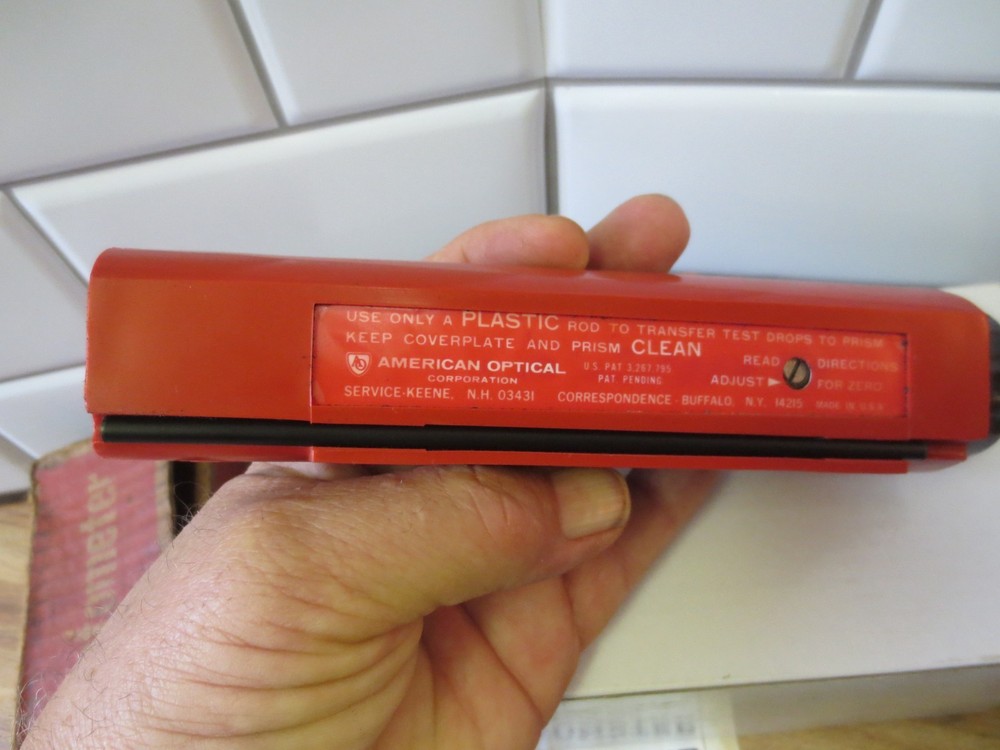 USE ONLY A PLASTIC ROD TO TRANSFER TEST DROPS TO PRISM
KEEP COVERPLATE AND PRISM CLEAN
AO AMERICAN OPTICAL
CORPORATION
U.S. PAT 3,267,795
PAT PENDING
READ DIRECTIONS
ADJUST FOR ZERO
SERVICE-KEENE, N.H. 03431 CORRESPONDENCE - BUFFALO, N.Y. 14215 MADE IN U.S.A.